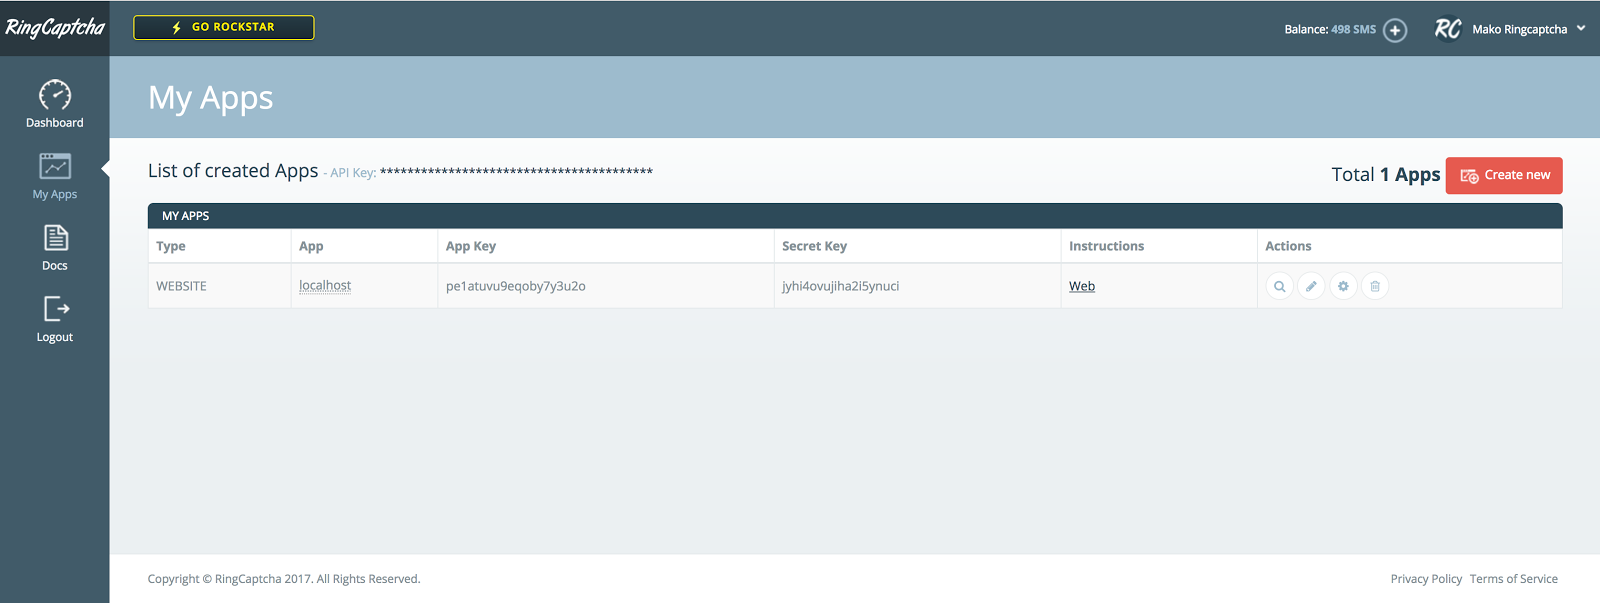 RingCaptcha
GO ROCKSTAR
Balance: 498 SMS
RC
Mako Ringcaptcha
Dashboard
My Apps
Docs
Logout
My Apps
List of created Apps - API Key: ****************************************
Total 1 Apps
Create new
MY APPS
Type App App Key Secret Key Instructions Actions
WEBSITE localhost pe1atuvu9eqoby7y3u2o jyhi4ovujiha2i5ynuci Web
Copyright © RingCaptcha 2017. All Rights Reserved.
Privacy Policy Terms of Service